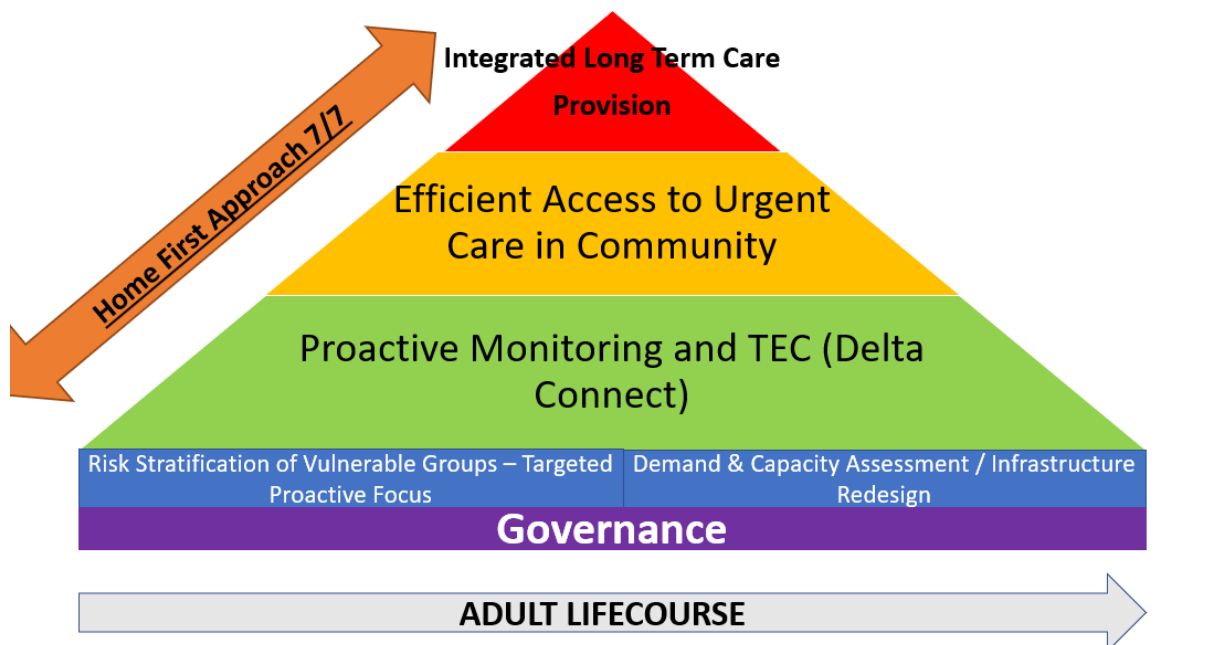 Integrated Long Term Care
Provision
Home First Approach 7/7
Efficient Access to Urgent
Care in Community
Proactive Monitoring and TEC (Delta
Connect)
Risk Stratification of Vulnerable Groups – Targeted
Proactive Focus
Demand & Capacity Assessment / Infrastructure
Redesign
Governance
ADULT LIFECOURSE